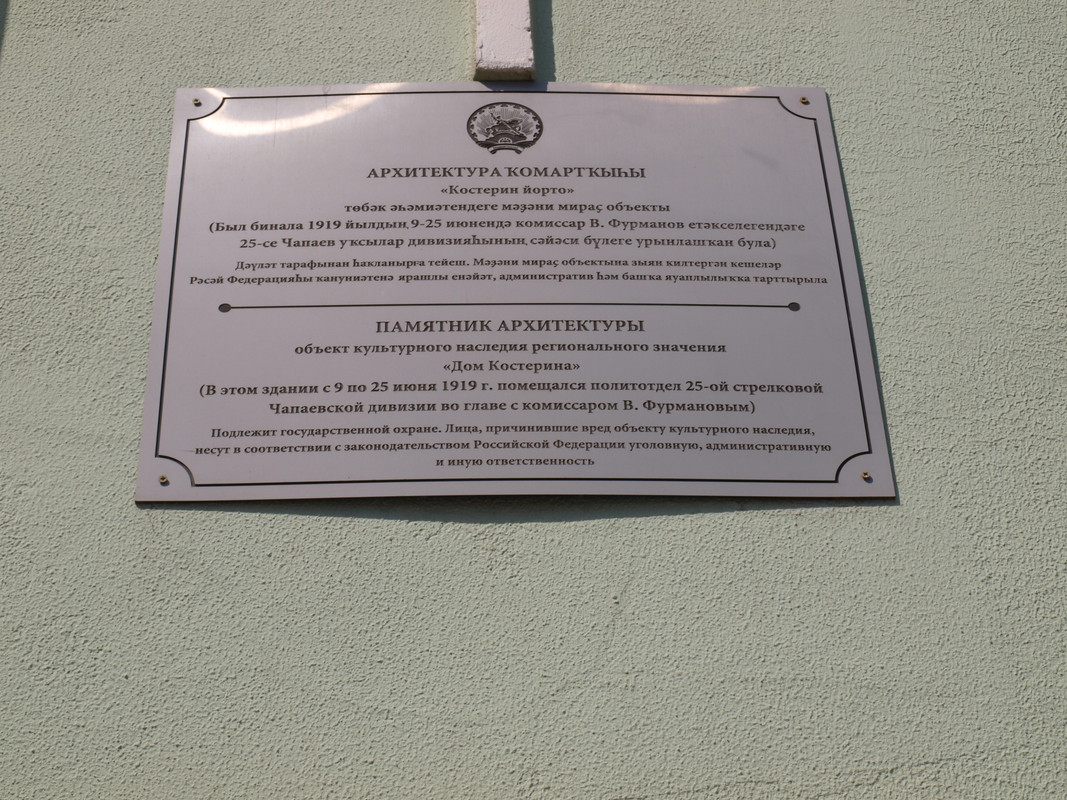 АРХИТЕКТУРА ҠОМАРТҠЫҺЫ
«Костерин йорто»
төбәк әһәмиәтендеге мәҙәни мираҫ объекты
(Был бинала 1919 йылдың 9-25 июнендә комиссар В. Фурманов етәкселегендәге
25-се Чапаев уҡсылар дивизияһының сәйәси бүлеге урынлашҡан була)
Дәүләт тарафынан һаҡланырға тейеш. Мәҙәни мираҫ объектына зыян килтергән кешеләр
Рәсәй Федерацияһы ҡануниәтенә ярашлы енәйәт, административ һәм башҡа яуаплылыҡҡа тарттырыла
ПАМЯТНИК АРХИТЕКТУРЫ
объект культурного наследия регионального значения
«Дом Костерина»
(В этом здании с 9 по 25 июня 1919 г. помещался политотдел 25-ой стрелковой
Чапаевской дивизии во главе с комиссаром В. Фурмановым)
Подлежит государственной охране. Лица, причинившие вред объекту культурного наследия,
несут в соответствии с законодательством Российской Федерации уголовную, административную
и иную ответственность